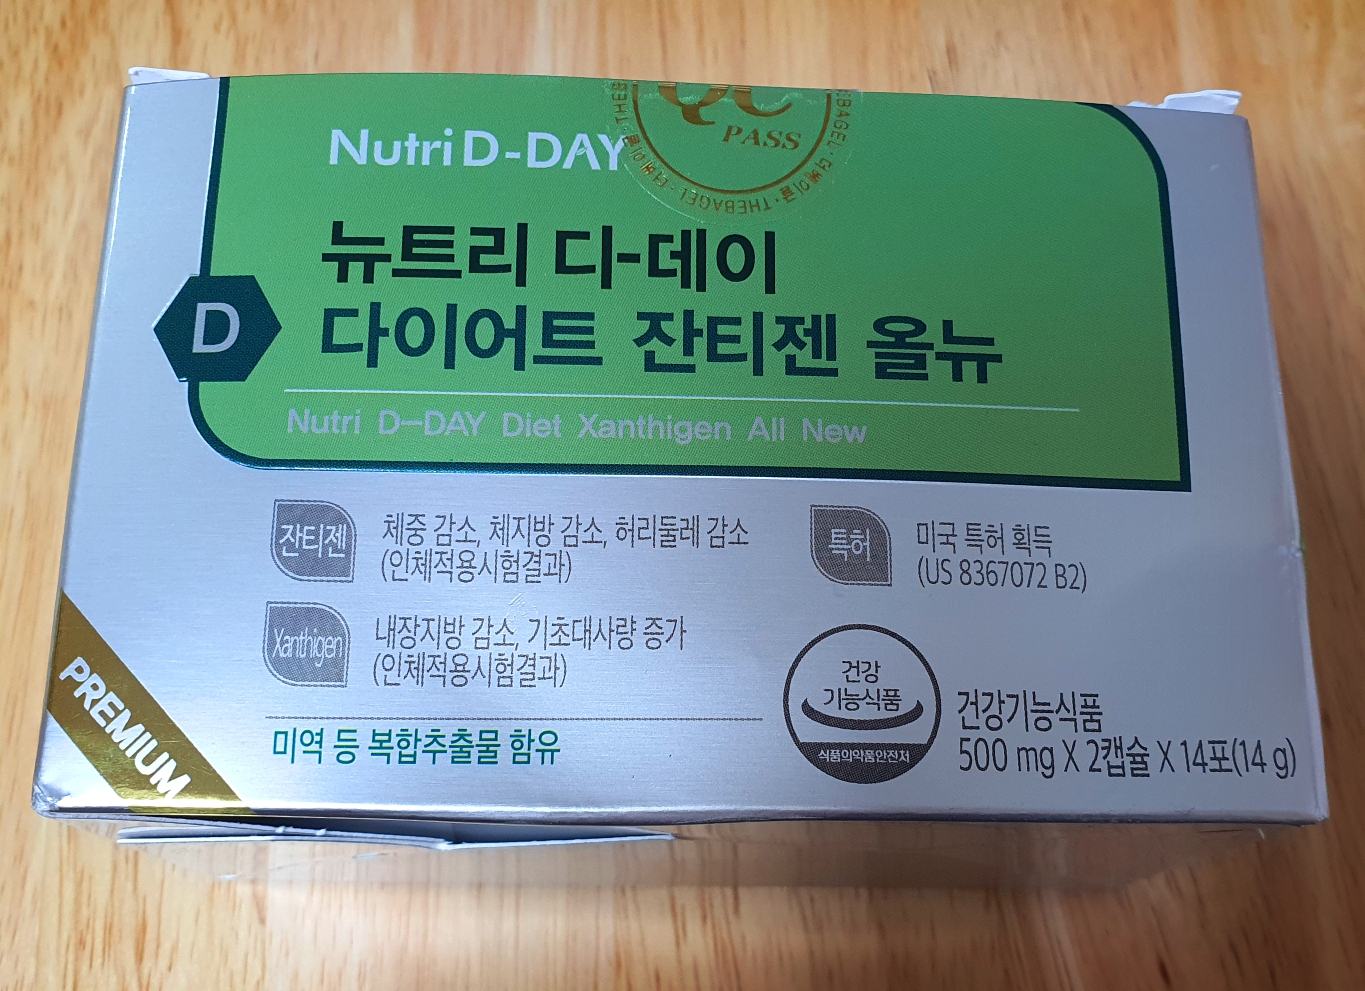 Nutri D-DAY
QC
PASS
THEBAGEL · 더베이글 ·
뉴트리 디-데이
다이어트 잔티젠 올뉴
D
Nutri D-DAY Diet Xanthigen All New
잔티젠
체중 감소, 체지방 감소, 허리둘레 감소
(인체적용시험결과)
특허
미국 특허 획득
(US 8367072 B2)
Xanthigen
내장지방 감소, 기초대사량 증가
(인체적용시험결과)
미역 등 복합추출물 함유
PREMIUM
건강
기능식품
식품의약품안전처
건강기능식품
500 mg X 2캡슐 X 14포(14 g)